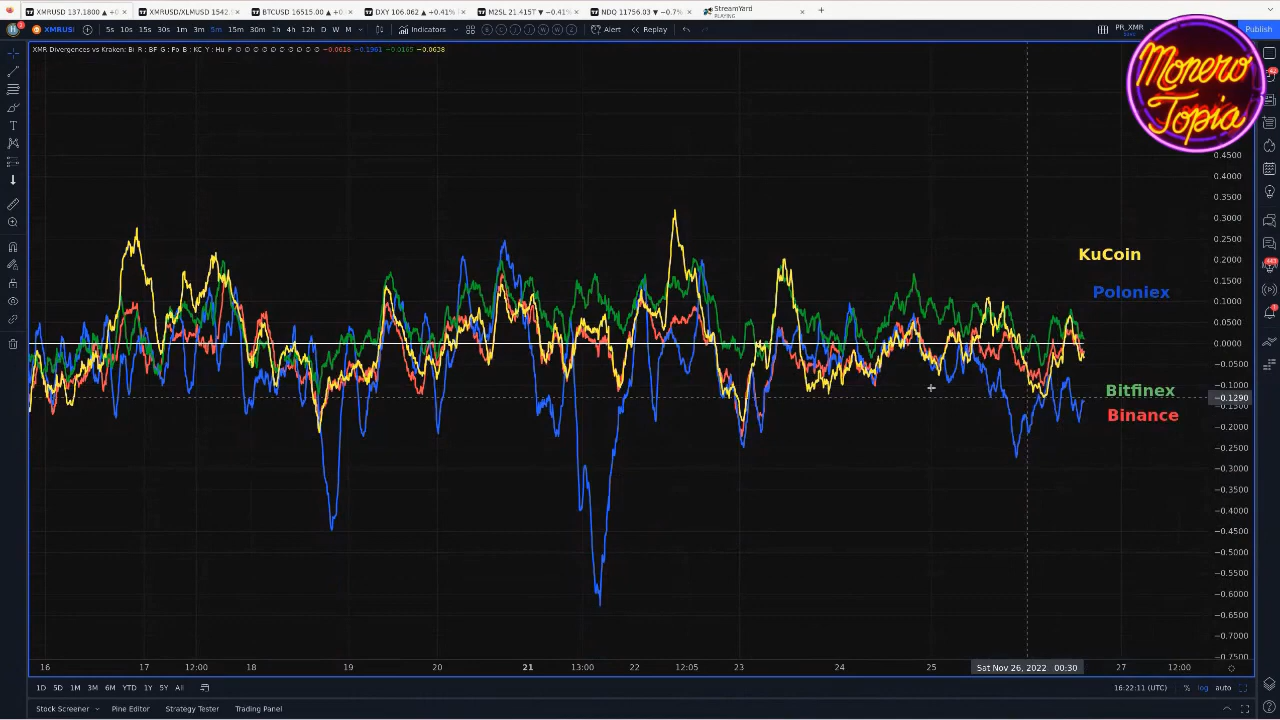 XMRUSD 137.1800 ▲ +0
XMRUSD/XLMUSD 1542.
BTCUSD 16515.00 ▲ +0
DXY 106.062 ▲ +0.41%
M2SL 21.415T ▼ −0.41%
NDQ 11756.03 ▼ −0.7%
StreamYard
PLAYING
XMRUSD
5s 10s 15s 30s 1m 3m 5m 15m 30m 1h 4h 12h D W M
Indicators
Alert
Replay
PR_XMR
Save
Publish
XMR Divergences vs Kraken: Bi R : BF G : Po B : KC Y : Hu P −0.0618 −0.1361 −0.0165 −0.0638
Monero
Topia
0.4500
0.4000
0.3500
0.3000
0.2500
0.2000
0.1500
0.1000
0.0500
0.0000
−0.0500
−0.1000
−0.1290
−0.1500
−0.2000
−0.2500
−0.3000
−0.3500
−0.4000
−0.4500
−0.5000
−0.5500
−0.6000
−0.6500
−0.7000
−0.7500
KuCoin
Poloniex
Bitfinex
Binance
16 17 12:00 18 19 20 21 13:00 22 12:05 23 24 25 Sat Nov 26, 2022 00:30 27 12:00
1D 5D 1M 3M 6M YTD 1Y 5Y All
16:22:11 (UTC) % log auto
Stock Screener Pine Editor Strategy Tester Trading Panel